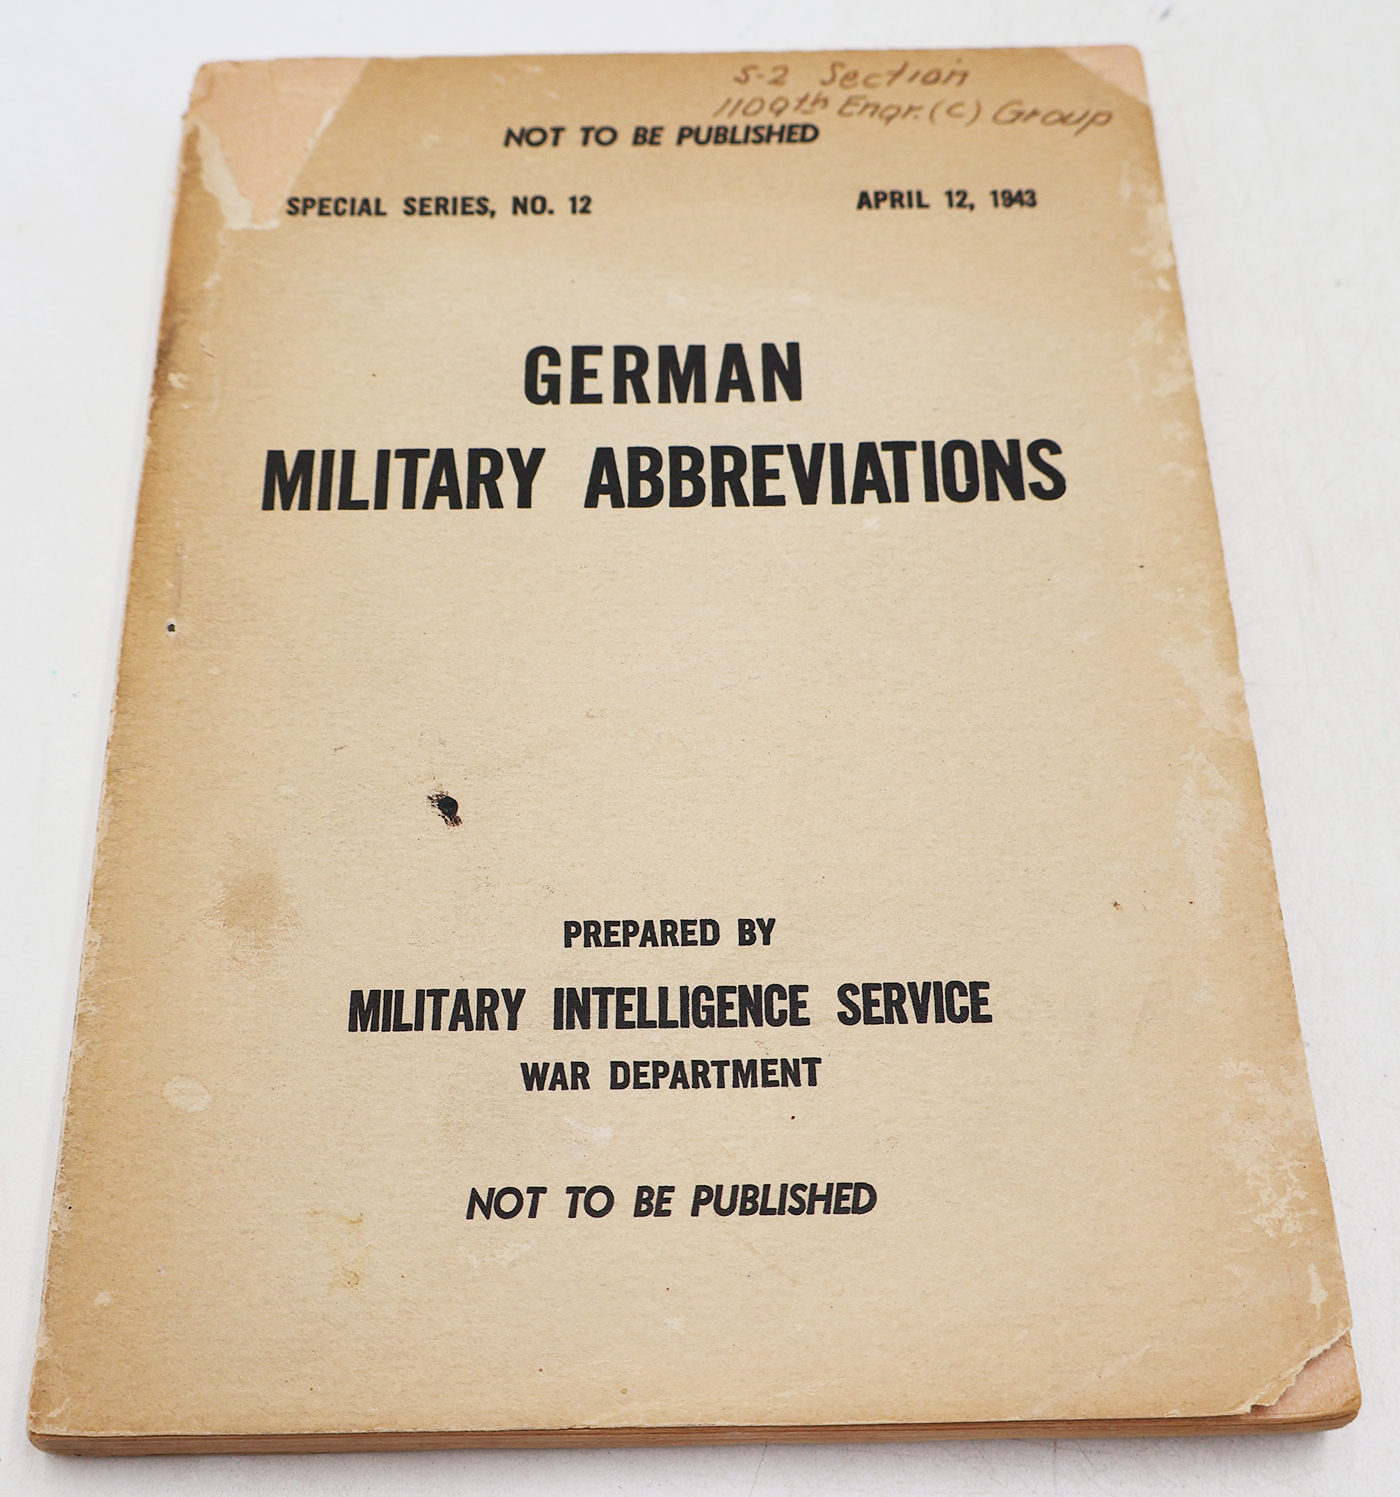 S-2 Section
1109th Engr. (C) Group
NOT TO BE PUBLISHED
SPECIAL SERIES, NO. 12 APRIL 12, 1943
GERMAN
MILITARY ABBREVIATIONS
PREPARED BY
MILITARY INTELLIGENCE SERVICE
WAR DEPARTMENT
NOT TO BE PUBLISHED